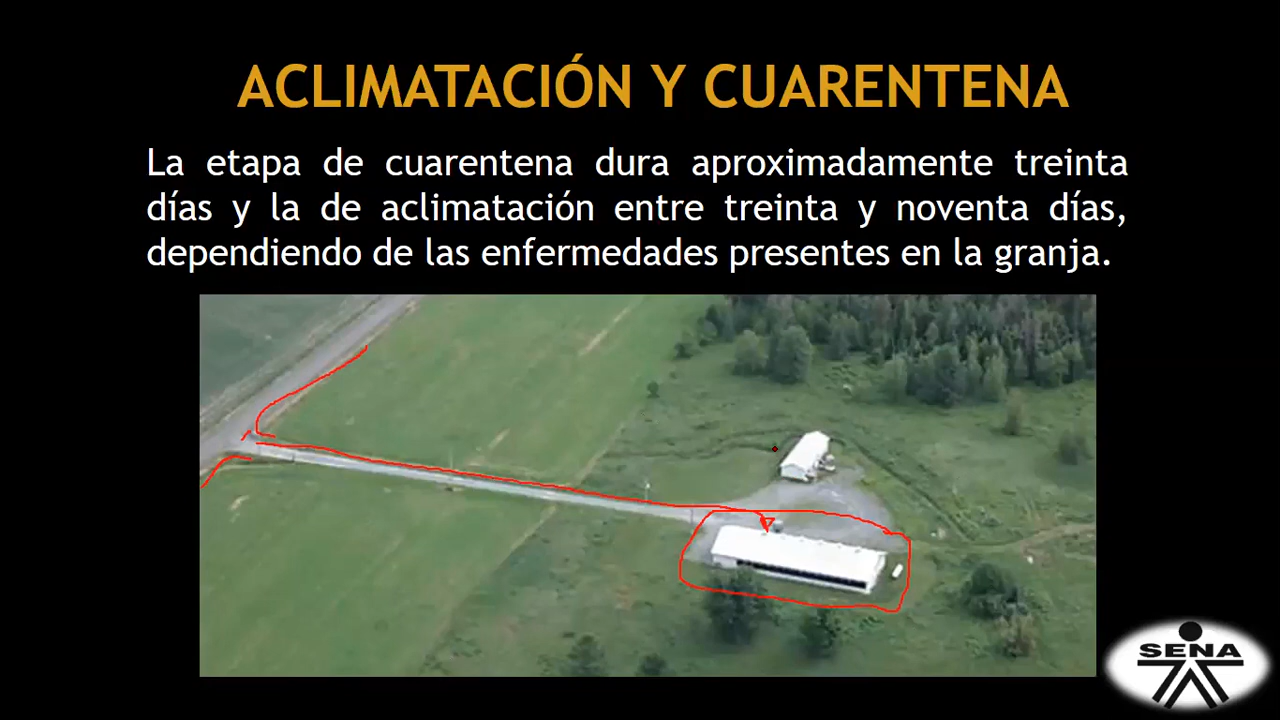 ACLIMATACIÓN Y CUARENTENA
La etapa de cuarentena dura aproximadamente treinta
días y la de aclimatación entre treinta y noventa días,
dependiendo de las enfermedades presentes en la granja.
SENA